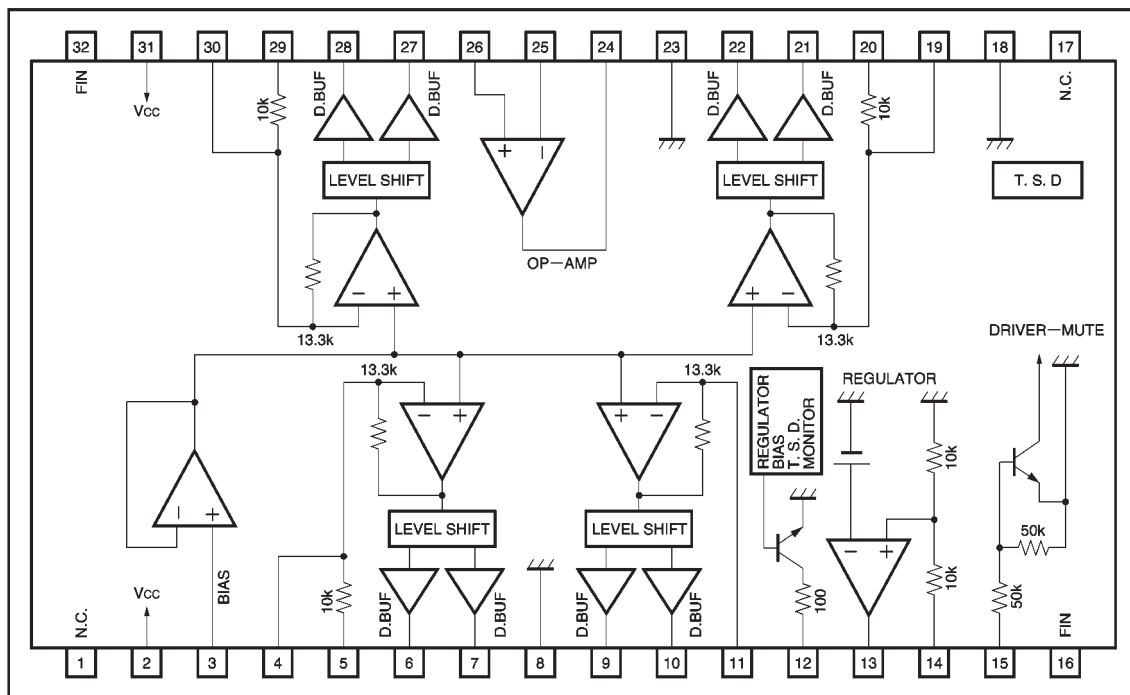 32 31 30 29 28 27 26 25 24 23 22 21 20 19 18 17
FIN
VCC
10k
D.BUF
D.BUF
D.BUF
D.BUF
10k
N.C.
LEVEL SHIFT
LEVEL SHIFT
T. S. D
+ −
OP−AMP
− +
+ −
13.3k
13.3k
DRIVER−MUTE
13.3k
13.3k
REGULATOR
BIAS
T. S. D.
MONITOR
REGULATOR
− +
+ −
10k
− +
LEVEL SHIFT
LEVEL SHIFT
− +
50k
N.C.
VCC
BIAS
10k
D.BUF
D.BUF
D.BUF
D.BUF
100
10k
50k
FIN
1 2 3 4 5 6 7 8 9 10 11 12 13 14 15 16